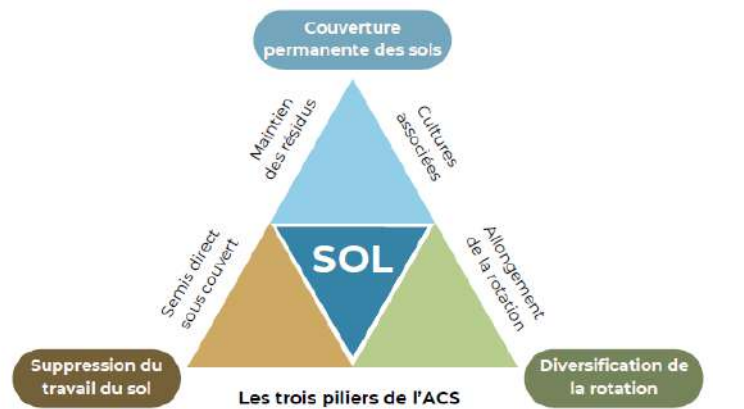 Couverture
permanente des sols
Maintien
des résidus
Cultures
associées
Semis direct
sous couvert
SOL
Allongement
de la rotation
Suppression du
travail du sol
Diversification de
la rotation
Les trois piliers de l'ACS